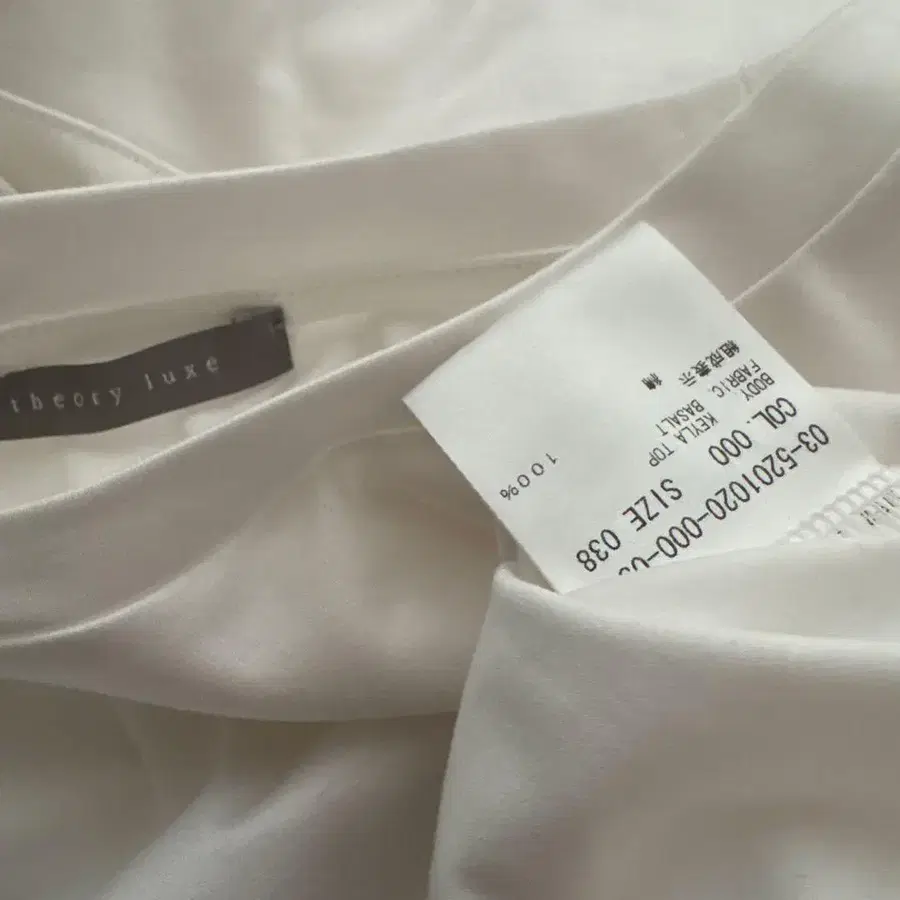 theory luxe
03-5201020-000-0
COL. 000 SIZE 038
BODY KEYLA TOP
FABRIC. BASALT
組成表示
綿 100%